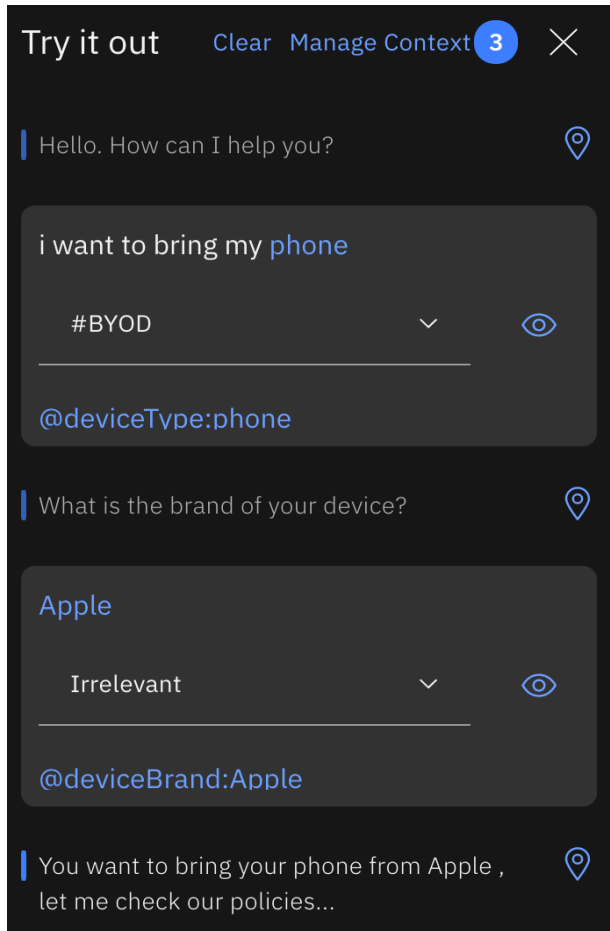 Try it out Clear Manage Context 3
Hello. How can I help you?
i want to bring my phone
#BYOD
@deviceType:phone
What is the brand of your device?
Apple
Irrelevant
@deviceBrand:Apple
You want to bring your phone from Apple ,
let me check our policies...